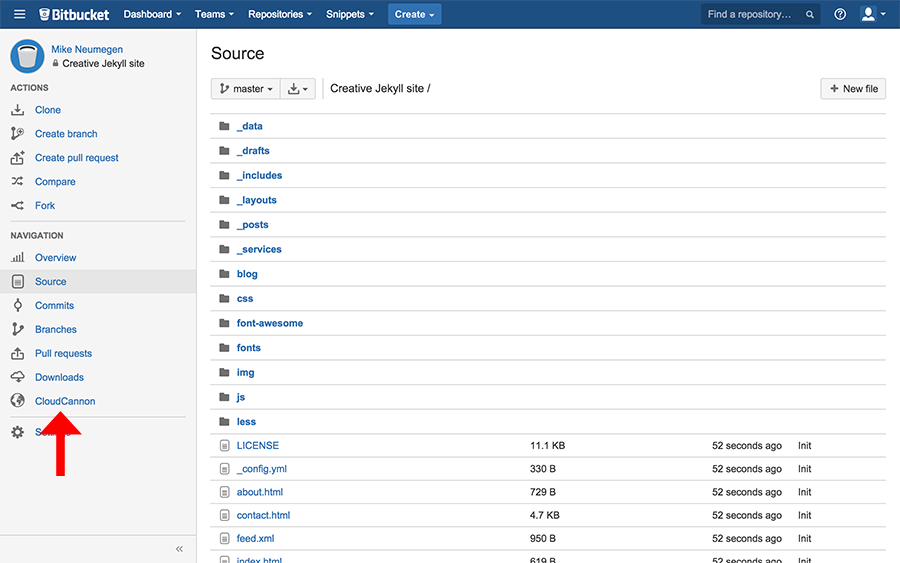 Bitbucket Dashboard Teams Repositories Snippets Create Find a repository...
Mike Neumegen
Creative Jekyll site
ACTIONS
Clone
Create branch
Create pull request
Compare
Fork
NAVIGATION
Overview
Source
Commits
Branches
Pull requests
Downloads
CloudCannon
Source
master Creative Jekyll site / New file
_data
_drafts
_includes
_layouts
_posts
_services
blog
css
font-awesome
fonts
img
js
less
LICENSE 11.1 KB 52 seconds ago Init
_config.yml 330 B 52 seconds ago Init
about.html 729 B 52 seconds ago Init
contact.html 4.7 KB 52 seconds ago Init
feed.xml 950 B 52 seconds ago Init
index.html 619 B 52 seconds ago Init